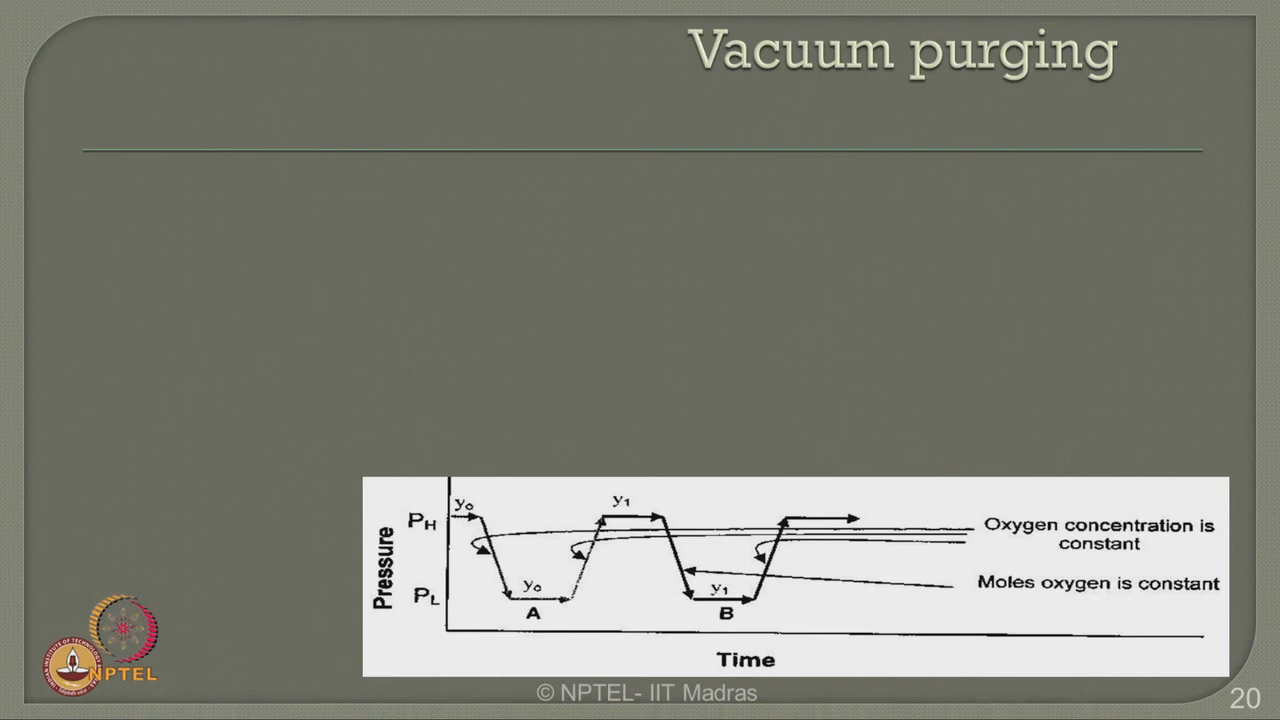 Vacuum purging
Pressure
PH
PL
y₀
y₁
y₀
y₁
A
B
Oxygen concentration is
constant
Moles oxygen is constant
Time
NPTEL
© NPTEL- IIT Madras
20